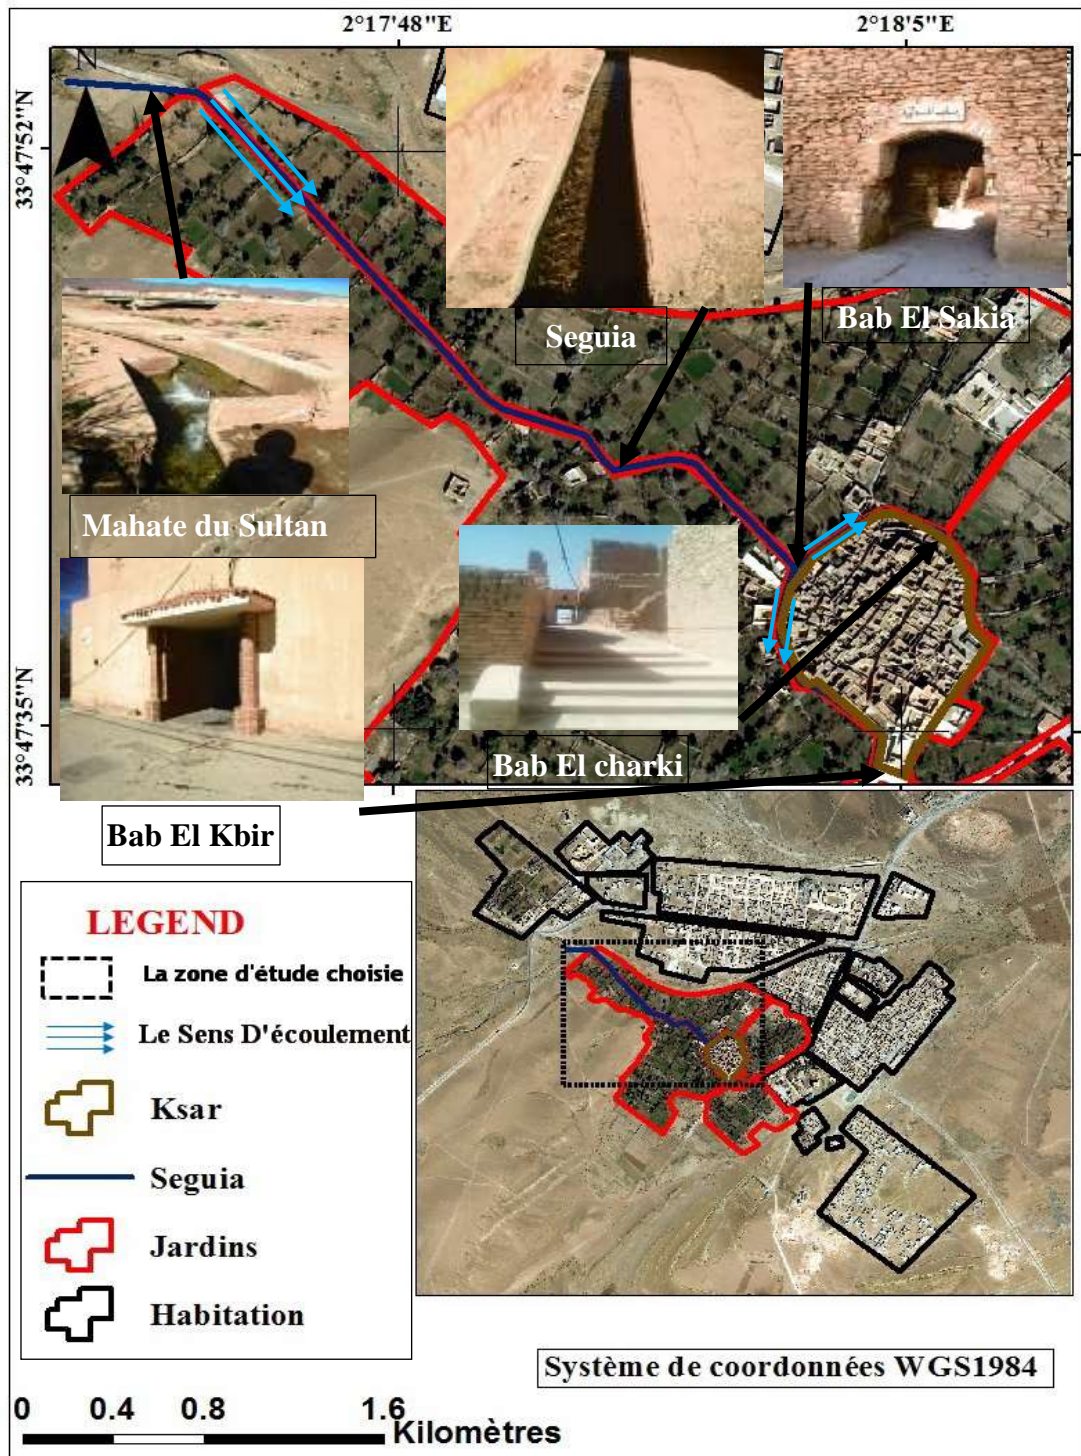 2°17'48"E
2°18'5"E
33°47'52"N
33°47'35"N
N
Seguia
Bab El Sakia
Mahate du Sultan
Bab El charki
Bab El Kbir
LEGEND
La zone d'étude choisie
Le Sens D'écoulement
Ksar
Seguia
Jardins
Habitation
Système de coordonnées WGS1984
0 0.4 0.8 1.6
Kilomètres